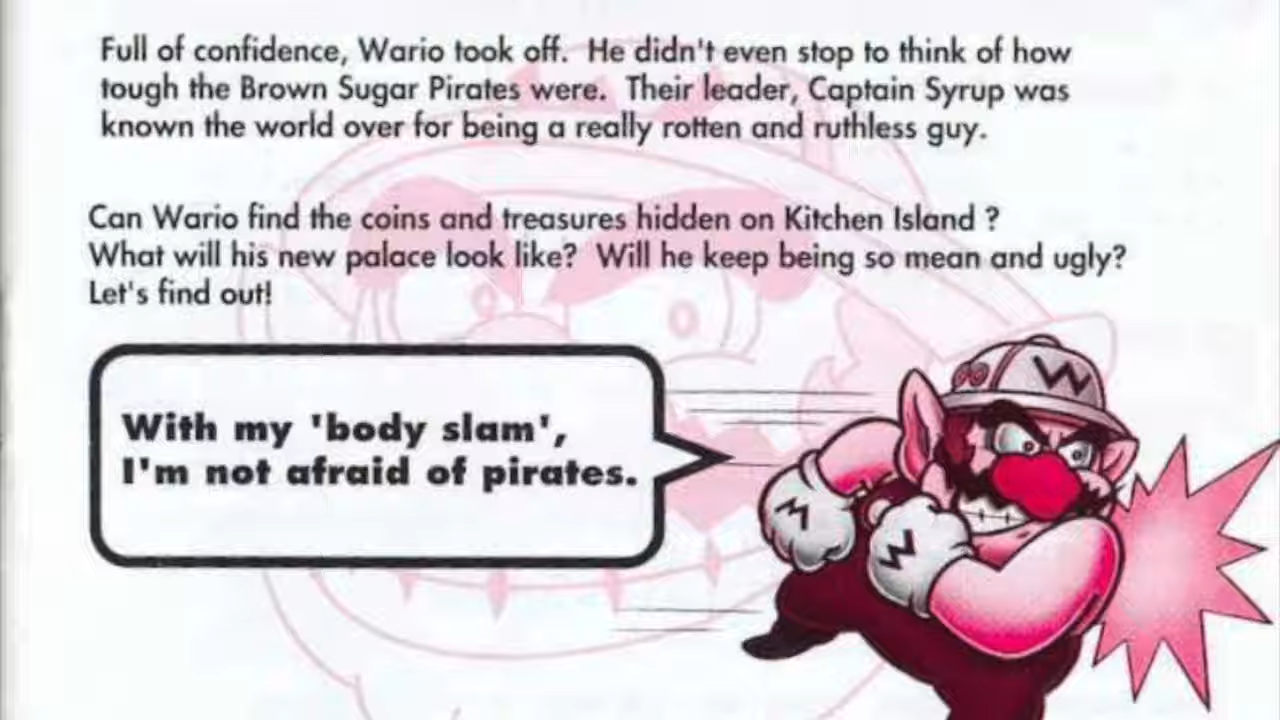 Full of confidence, Wario took off. He didn't even stop to think of how
tough the Brown Sugar Pirates were. Their leader, Captain Syrup was
known the world over for being a really rotten and ruthless guy.
Can Wario find the coins and treasures hidden on Kitchen Island ?
What will his new palace look like? Will he keep being so mean and ugly?
Let's find out!
With my 'body slam',
I'm not afraid of pirates.
W
W
W